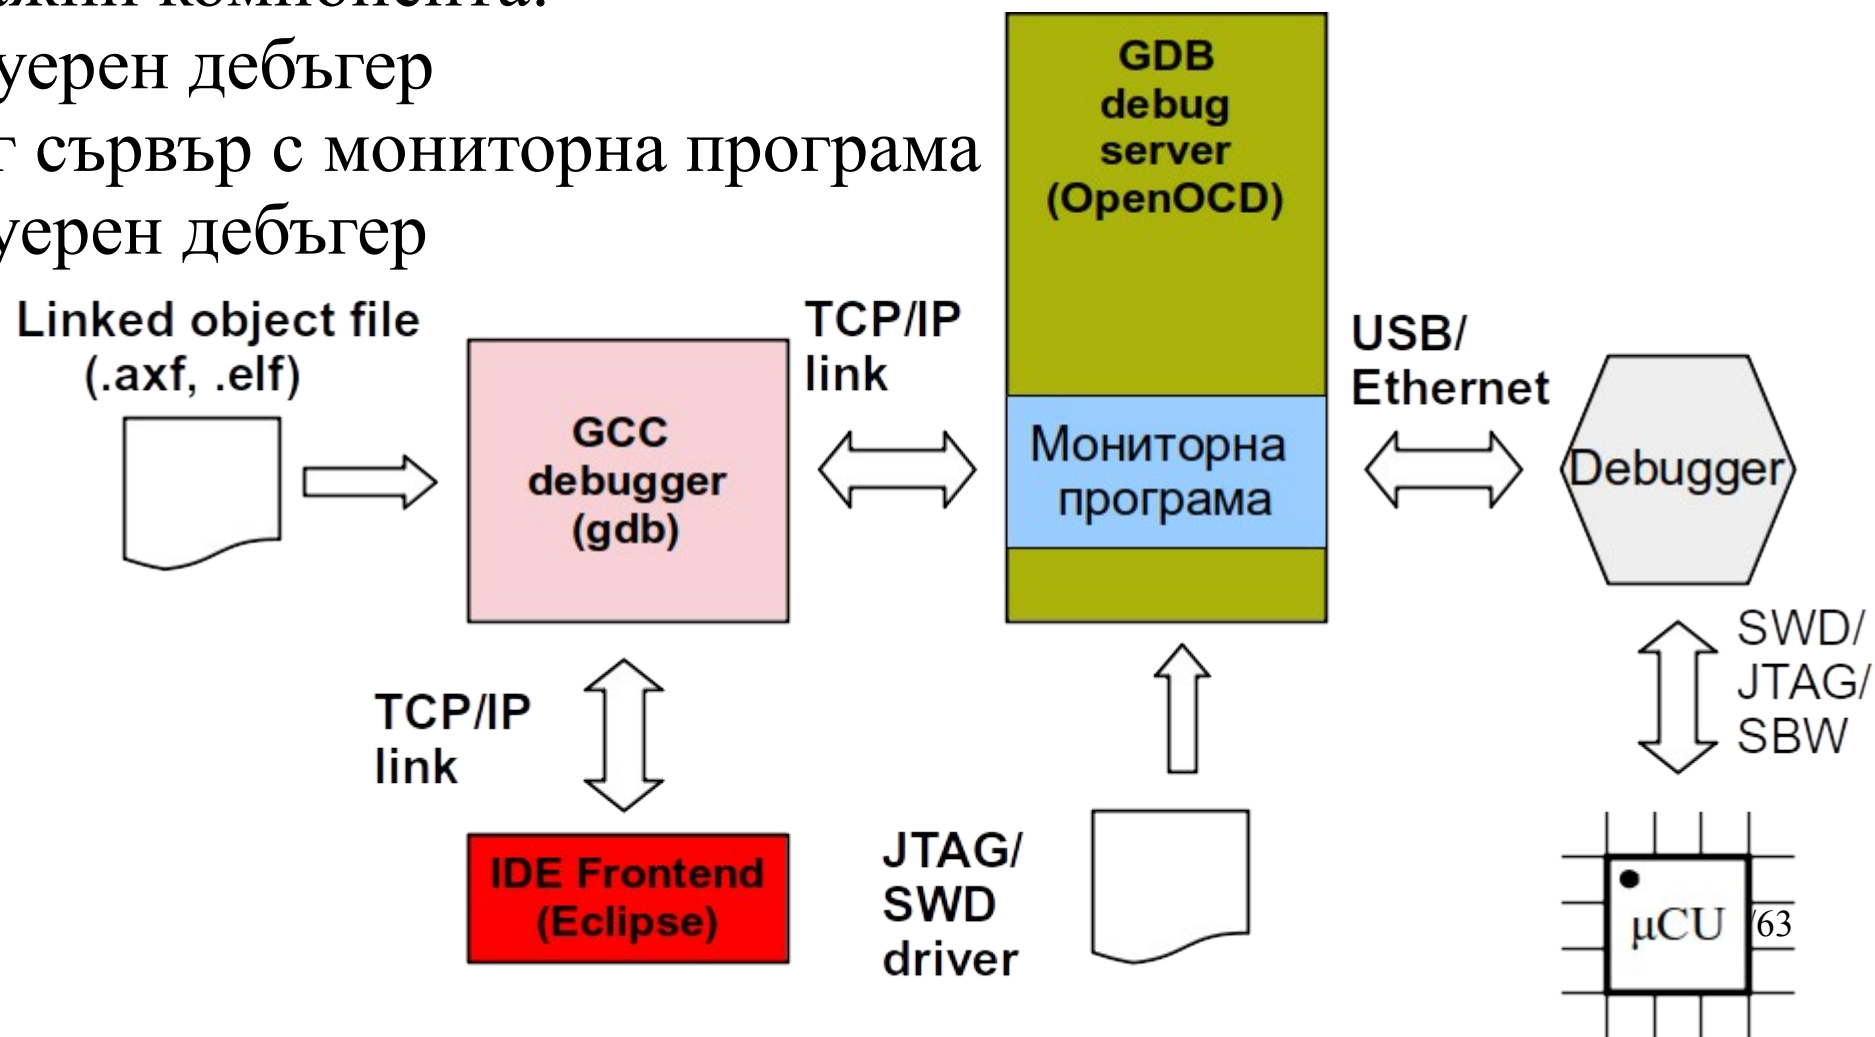 уерен дебъгер
г сървър с мониторна програма
уерен дебъгер
GDB
debug
server
(OpenOCD)
Linked object file
(.axf, .elf)
TCP/IP
link
USB/
Ethernet
GCC
debugger
(gdb)
Мониторна
програма
Debugger
SWD/
JTAG/
SBW
TCP/IP
link
IDE Frontend
(Eclipse)
JTAG/
SWD
driver
μCU
/63